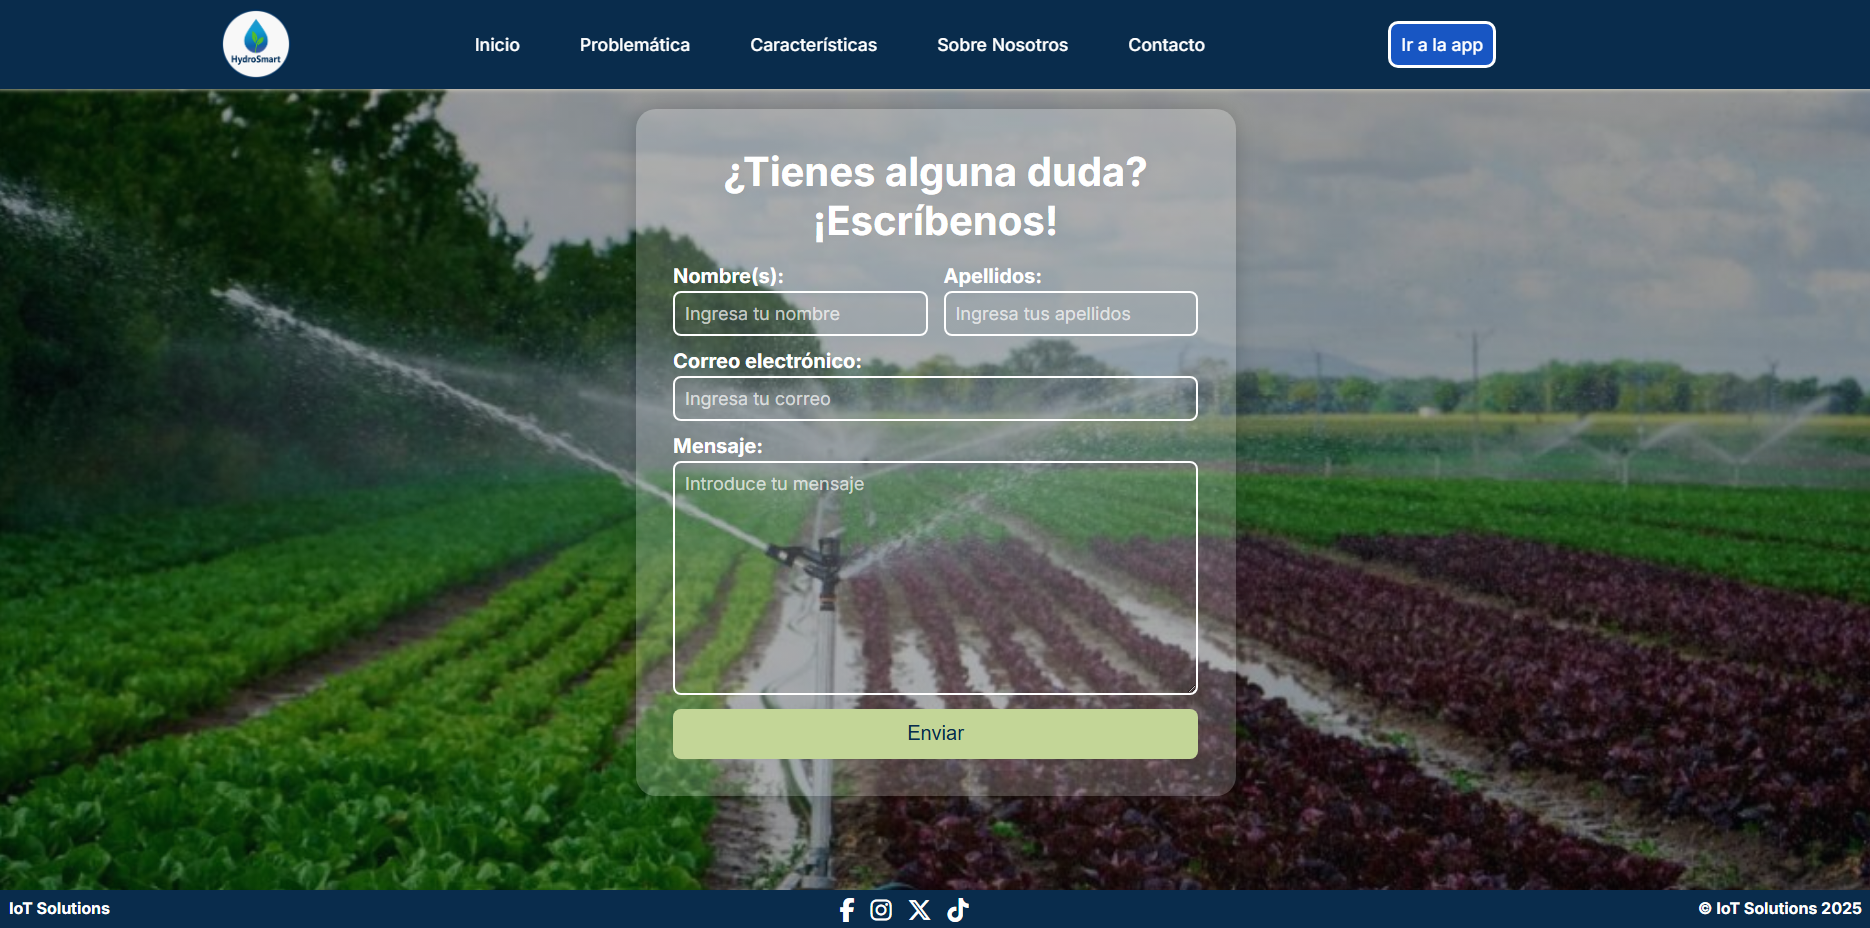 HydroSmart
Inicio
Problemática
Características
Sobre Nosotros
Contacto
Ir a la app
¿Tienes alguna duda?
¡Escríbenos!
Nombre(s):
Apellidos:
Ingresa tu nombre
Ingresa tus apellidos
Correo electrónico:
Ingresa tu correo
Mensaje:
Introduce tu mensaje
Enviar
IoT Solutions
© IoT Solutions 2025